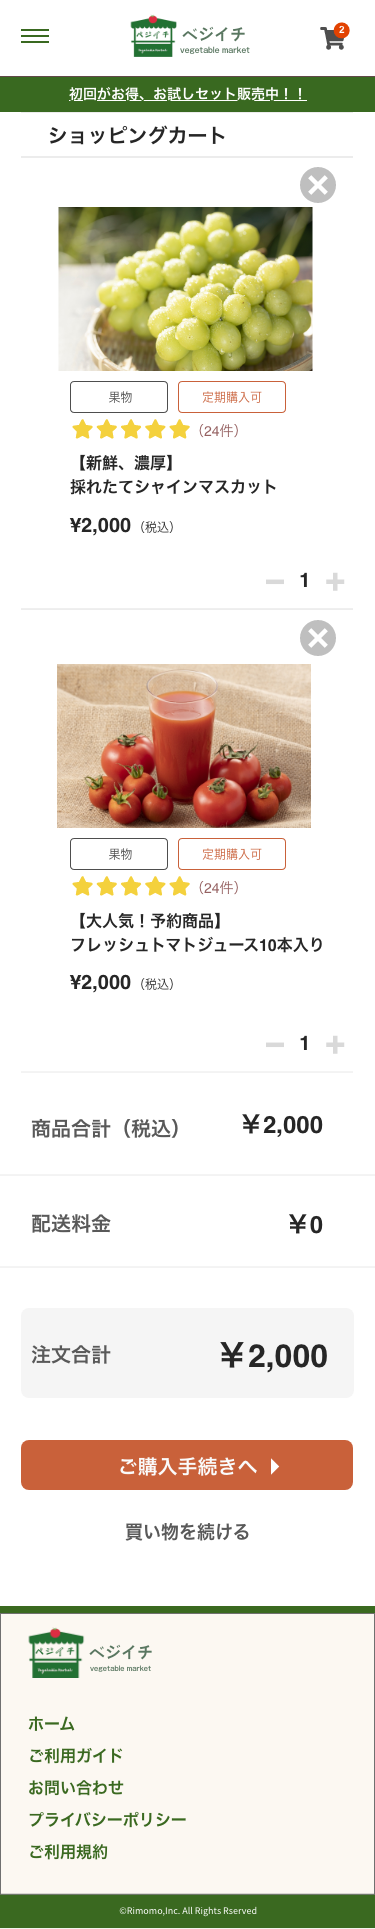 ベジイチ
vegetable market
2
初回がお得、お試しセット販売中！！
ショッピングカート
果物
定期購入可
（24件）
【新鮮、濃厚】
採れたてシャインマスカット
¥2,000（税込）
1
果物
定期購入可
（24件）
【大人気！予約商品】
フレッシュトマトジュース10本入り
¥2,000（税込）
1
商品合計（税込）
￥2,000
配送料金
￥0
注文合計
￥2,000
ご購入手続きへ
買い物を続ける
ベジイチ
Vegetable Market
ベジイチ
vegetable market
ホーム
ご利用ガイド
お問い合わせ
プライバシーポリシー
ご利用規約
©Rimomo,Inc. All Rights Rserved